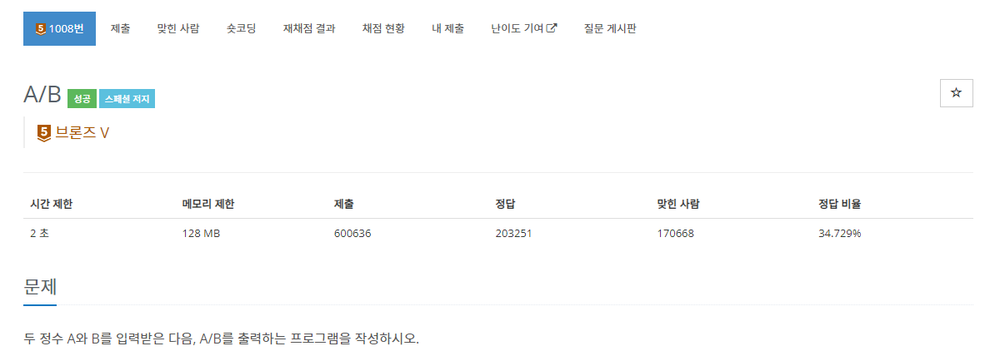 5 1008번 제출 맞힌 사람 숏코딩 재채점 결과 채점 현황 내 제출 난이도 기여 질문 게시판
A/B 성공 스페셜 저지
5 브론즈 V
시간 제한 메모리 제한 제출 정답 맞힌 사람 정답 비율
2 초 128 MB 600636 203251 170668 34.729%
문제
두 정수 A와 B를 입력받은 다음, A/B를 출력하는 프로그램을 작성하시오.